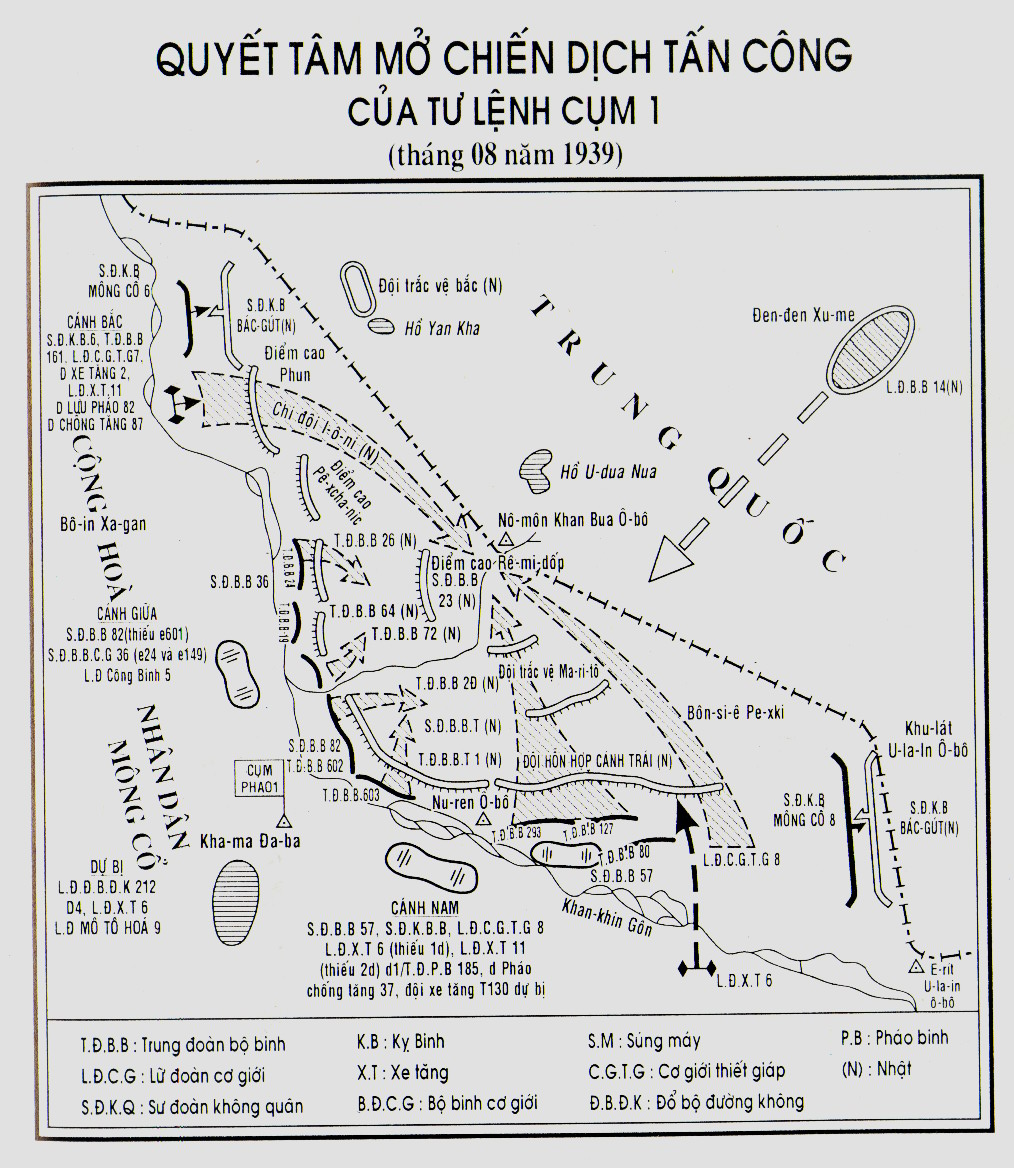 QUYẾT TÂM MỞ CHIẾN DỊCH TẤN CÔNG
CỦA TƯ LỆNH CỤM 1
(tháng 08 năm 1939)
S.Đ.K.B
MÔNG CỔ 6
S.Đ.K.B
BÁC-GÚT(N)
Đội trắc vệ bắc (N)
Hồ Yan Kha
TRUNG QUỐC
Đen-đen Xu-me
L.Đ.B.B 14(N)
CÁNH BẮC
S.Đ.K.B.6, T.Đ.B.B
161. L.Đ.C.G.T.G7,
D XE TĂNG 2,
L.Đ.X.T,11
D LỰU PHÁO 82
D CHỐNG TĂNG 87
Điểm cao
Phun
Chi đội I-ô-ni (N)
Điểm cao
Pê-xcha-nic
Hồ U-dua Nua
CỘNG HOÀ
NHÂN DÂN
MÔNG CỔ
Bô-in Xa-gan
Nô-môn Khan Bua Ô-bô
T.Đ.B.B 26 (N)
T.Đ.B.B 24
Điểm cao Rê-mi-dốp
S.Đ.B.B
23 (N)
S.Đ.B.B 36
T.Đ.B.B 64 (N)
T.Đ.B.B 72 (N)
CÁNH GIỮA
S.Đ.B.B 82(thiếu e601)
S.Đ.B.B.C.G 36 (e24 và e149)
L.Đ Công Binh 5
Đội trắc vệ Ma-ri-tô
T.Đ.B.B 2Đ (N)
Bôn-si-ê Pe-xki
S.Đ.B.B.T (N)
Khu-lát
U-la-In Ô-bô
S.Đ.B.B 82
T.Đ.B.B 602
T.Đ.B.B.T 1 (N)
ĐỘI HỖN HỢP CÁNH TRÁI (N)
CỤM
PHÁO1
T.Đ.B.B.603
Nu-ren Ô-bô
S.Đ.K.B
MÔNG CỔ 8
S.Đ.K.B
BÁC-GÚT(N)
Kha-ma Đa-ba
T.Đ.B.B 293
T.Đ.B.B 127
T.Đ.B.B 80
L.Đ.C.G.T.G 8
S.Đ.B.B 57
DỰ BỊ
L.Đ.Đ.B.Đ.K 212
D4, L.Đ.X.T 6
L.Đ MÔ TÔ HOÁ 9
Khan-khin Gôn
CÁNH NAM
S.Đ.B.B 57, S.Đ.K.B.B, L.Đ.C.G.T.G 8
L.Đ.X.T 6 (thiếu 1d), L.Đ.X.T 11
(thiếu 2d) d1/T.Đ.P.B 185, d Pháo
chống tăng 37, đội xe tăng T130 dự bị
L.Đ.X.T 6
E-rít
U-la-in
ô-bô
T.Đ.B.B : Trung đoàn bộ binh
K.B : Kỵ Binh
S.M : Súng máy
P.B : Pháo binh
L.Đ.C.G : Lữ đoàn cơ giới
X.T : Xe tăng
C.G.T.G : Cơ giới thiết giáp
(N) : Nhật
S.Đ.K.Q : Sư đoàn không quân
B.Đ.C.G : Bộ binh cơ giới
Đ.B.Đ.K : Đổ bộ đường không